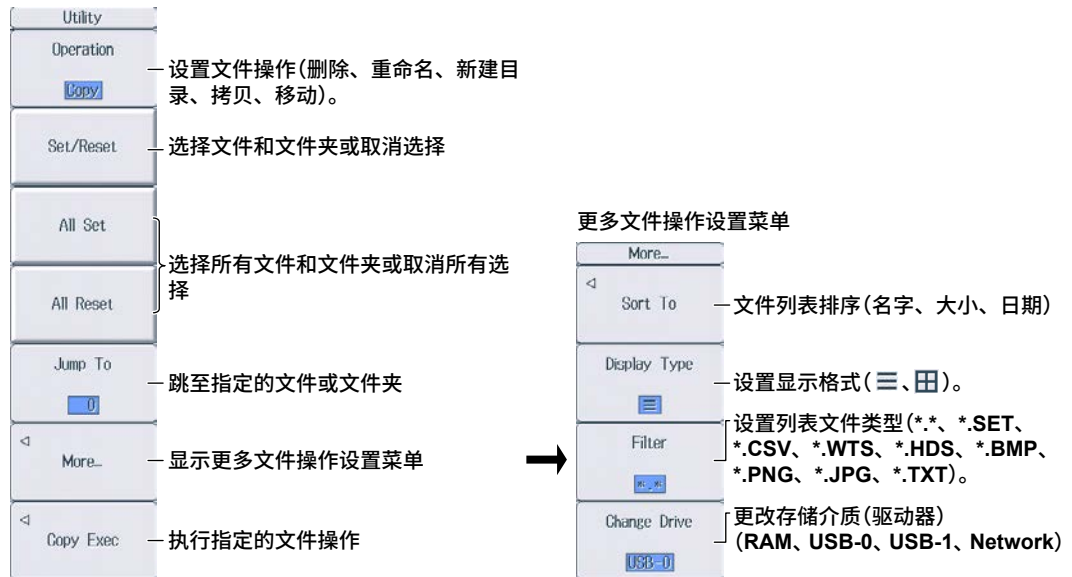 Utility
Operation
Copy
设置文件操作(删除、重命名、新建目
录、拷贝、移动)。
Set/Reset
选择文件和文件夹或取消选择
All Set
All Reset
选择所有文件和文件夹或取消所有选
择
Jump To
0
跳至指定的文件或文件夹
More...
显示更多文件操作设置菜单
Copy Exec
执行指定的文件操作
更多文件操作设置菜单
More...
Sort To
文件列表排序(名字、大小、日期)
Display Type
设置显示格式(、)。
Filter
*.*
设置列表文件类型(*.*、*.SET、
*.CSV、*.WTS、*.HDS、*.BMP、
*.PNG、*.JPG、*.TXT)。
Change Drive
USB-0
更改存储介质(驱动器)
(RAM、USB-0、USB-1、Network)